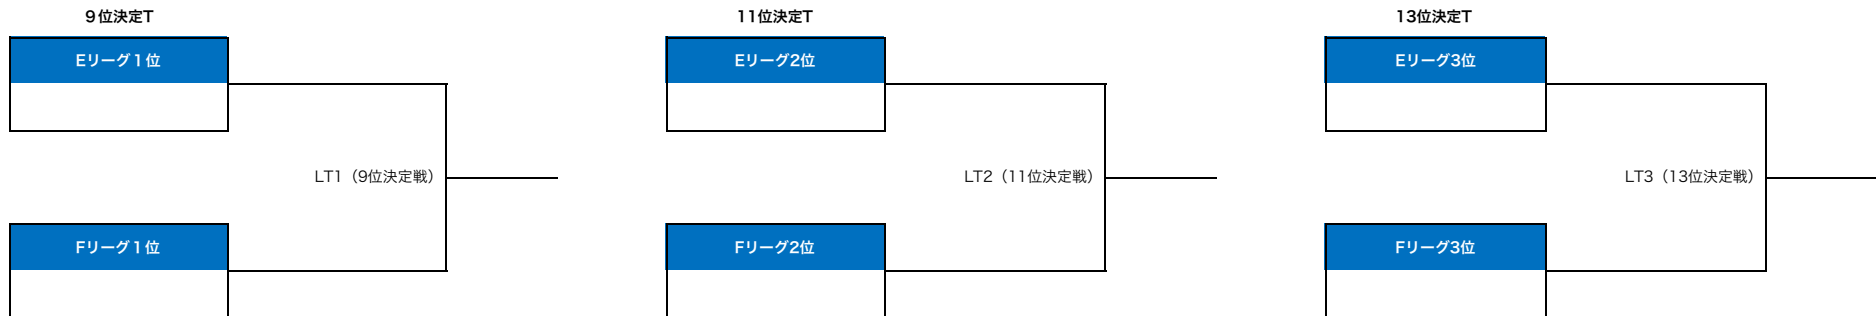 ９位決定T
11位決定T
13位決定T
Eリーグ１位
Eリーグ2位
Eリーグ3位
LT1（9位決定戦）
LT2（11位決定戦）
LT3（13位決定戦）
Fリーグ１位
Fリーグ2位
Fリーグ3位